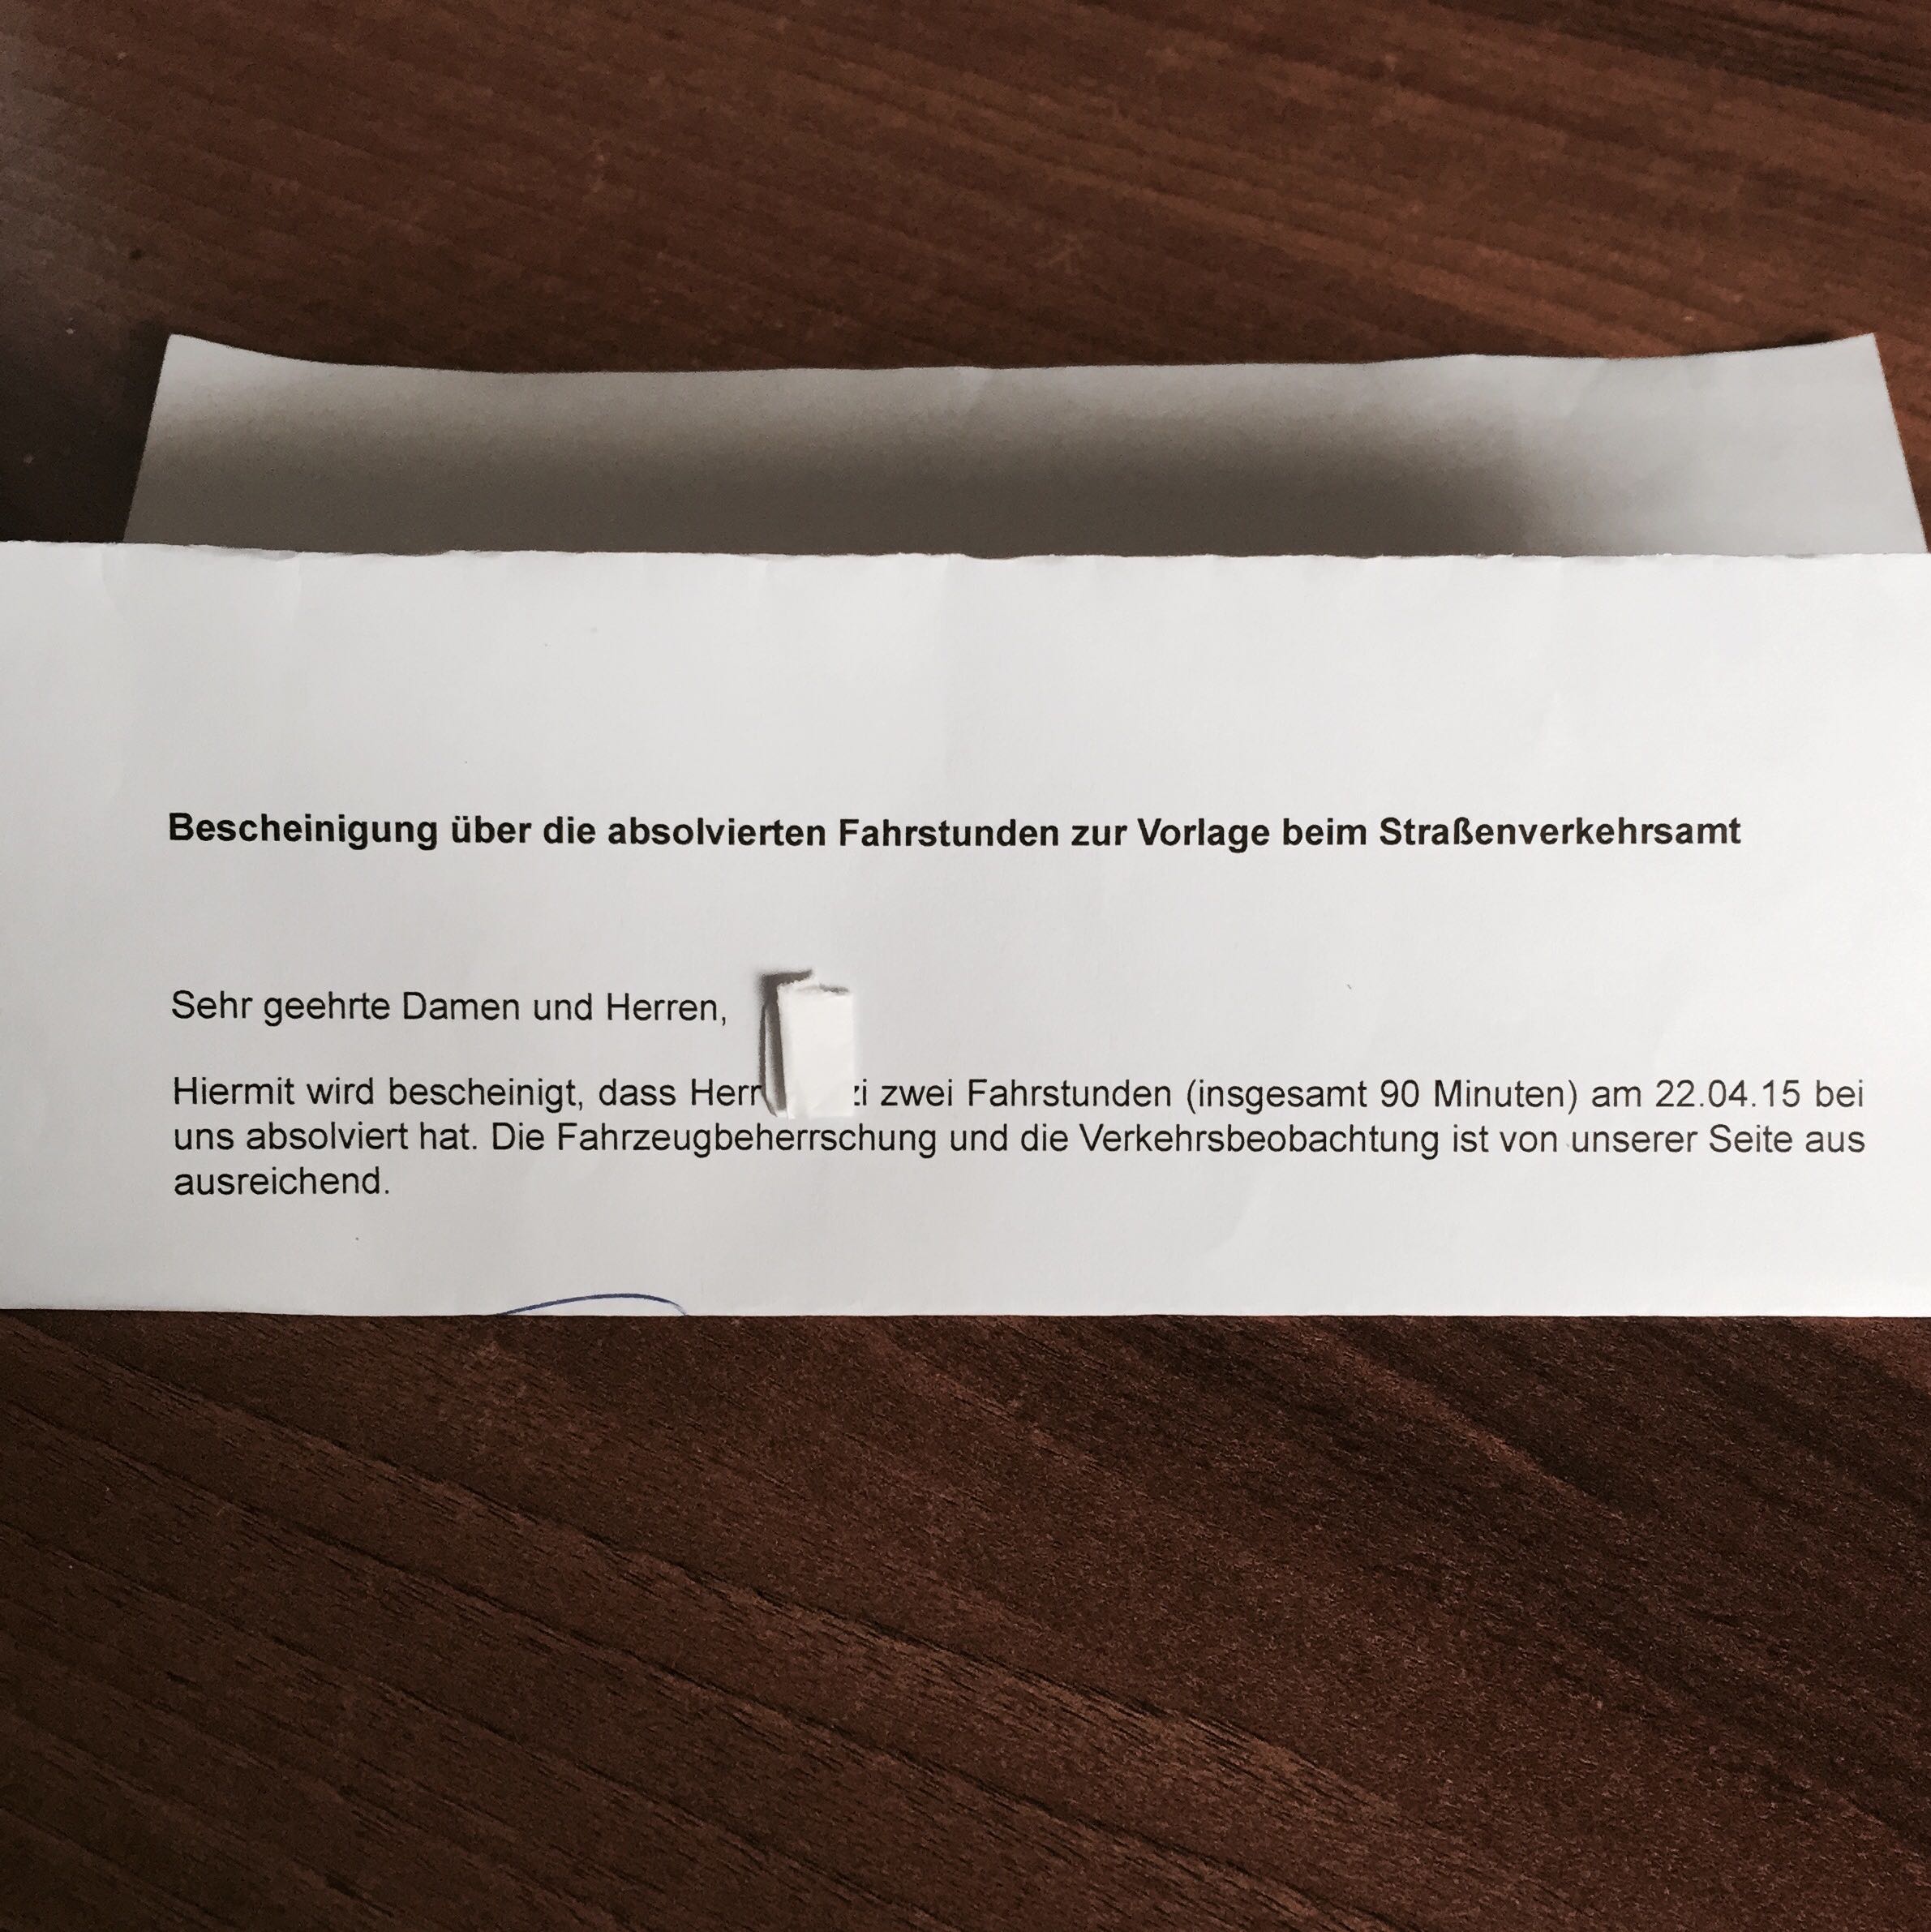 Bescheinigung über die absolvierten Fahrstunden zur Vorlage beim Straßenverkehrsamt
Sehr geehrte Damen und Herren,
Hiermit wird bescheinigt, dass Herr zwei Fahrstunden (insgesamt 90 Minuten) am 22.04.15 bei
uns absolviert hat. Die Fahrzeugbeherrschung und die Verkehrsbeobachtung ist von unserer Seite aus
ausreichend.